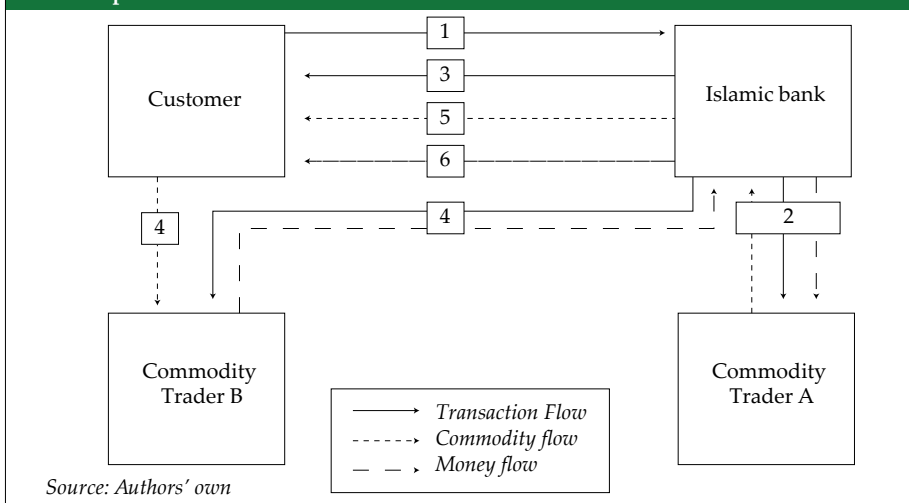 1
3
Customer
Islamic bank
5
6
4
4
2
Commodity
Trader B
Commodity
Trader A
Transaction Flow
Commodity flow
Money flow
Source: Authors' own